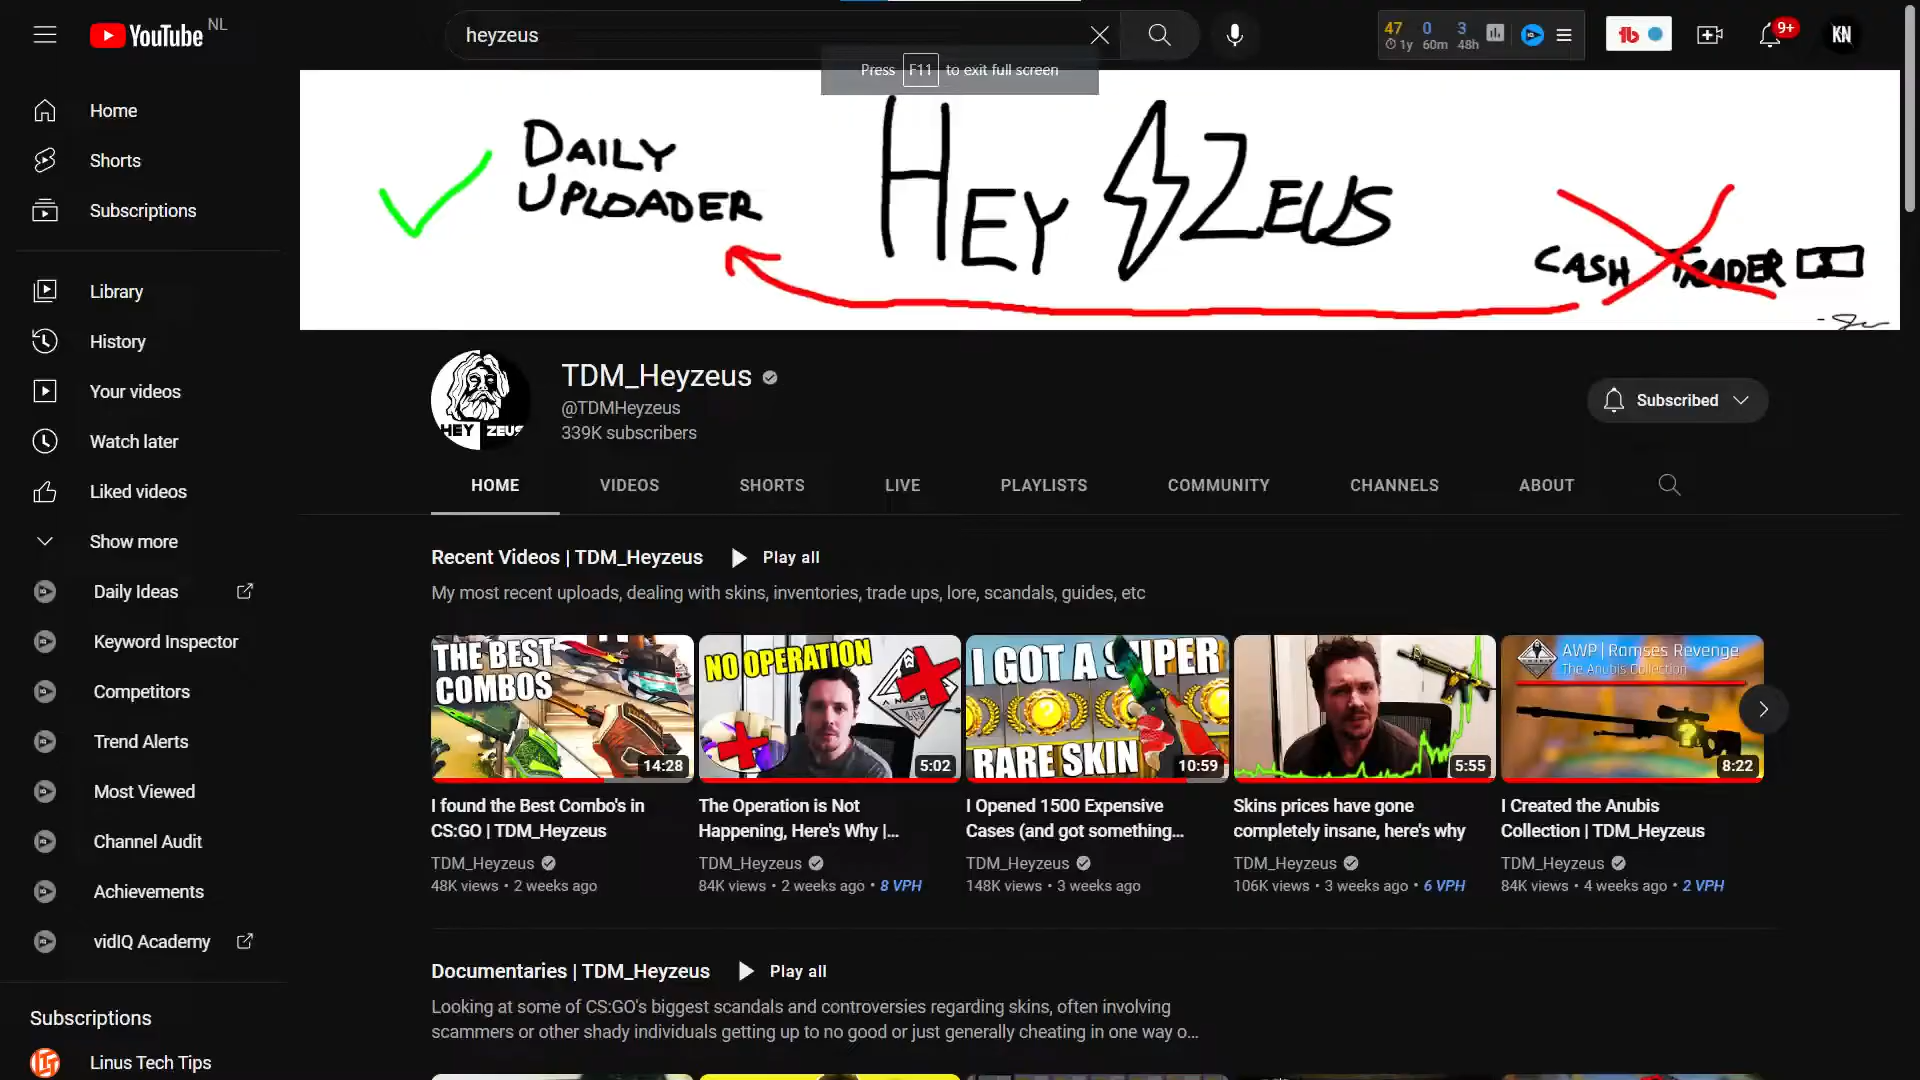 YouTube NL
heyzeus
47 0 3
1y 60m 48h
9+
KN
Press F11 to exit full screen
Home
Shorts
Subscriptions
Library
History
Your videos
Watch later
Liked videos
Show more
Daily Ideas
Keyword Inspector
Competitors
Trend Alerts
Most Viewed
Channel Audit
Achievements
vidIQ Academy
Subscriptions
Linus Tech Tips
DAILY
UPLOADER
HEY ZEUS
CASH TRADER
HEY ZEUS
TDM_Heyzeus
@TDMHeyzeus
339K subscribers
Subscribed
HOME VIDEOS SHORTS LIVE PLAYLISTS COMMUNITY CHANNELS ABOUT
Recent Videos | TDM_Heyzeus Play all
My most recent uploads, dealing with skins, inventories, trade ups, lore, scandals, guides, etc
THE BEST
COMBOS
14:28
I found the Best Combo's in
CS:GO | TDM_Heyzeus
TDM_Heyzeus
48K views • 2 weeks ago
NO OPERATION
5:02
The Operation is Not
Happening, Here's Why |...
TDM_Heyzeus
84K views • 2 weeks ago • 8 VPH
I GOT A SUPER
RARE SKIN
10:59
I Opened 1500 Expensive
Cases (and got something...
TDM_Heyzeus
148K views • 3 weeks ago
5:55
Skins prices have gone
completely insane, here's why
TDM_Heyzeus
106K views • 3 weeks ago • 6 VPH
AWP | Ramses Revenge
The Anubis Collection
?
8:22
I Created the Anubis
Collection | TDM_Heyzeus
TDM_Heyzeus
84K views • 4 weeks ago • 2 VPH
Documentaries | TDM_Heyzeus Play all
Looking at some of CS:GO's biggest scandals and controversies regarding skins, often involving
scammers or other shady individuals getting up to no good or just generally cheating in one way o...